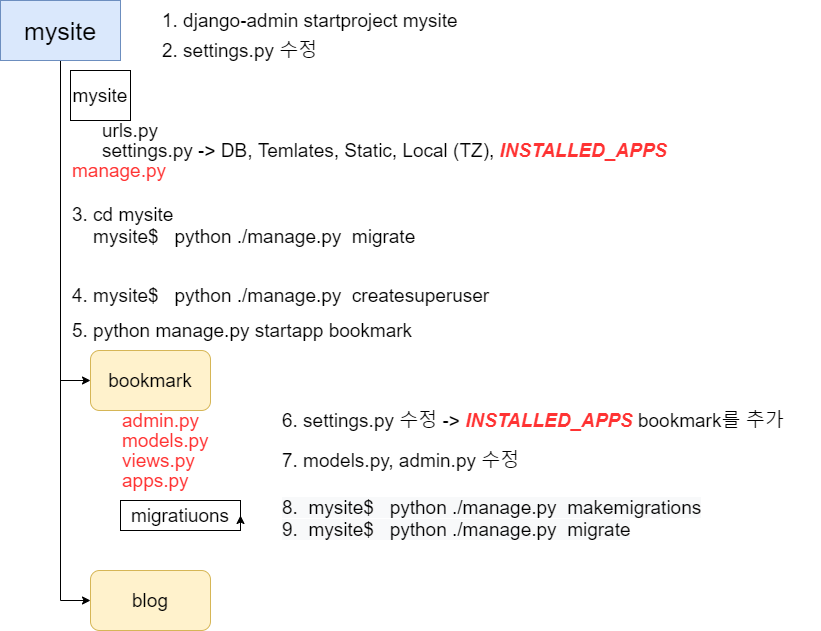 mysite
1. django-admin startproject mysite
2. settings.py 수정
mysite
urls.py
settings.py -> DB, Temlates, Static, Local (TZ), INSTALLED_APPS
manage.py
3. cd mysite
mysite$ python ./manage.py migrate
4. mysite$ python ./manage.py createsuperuser
5. python manage.py startapp bookmark
bookmark
admin.py
models.py
views.py
apps.py
6. settings.py 수정 -> INSTALLED_APPS bookmark를 추가
7. models.py, admin.py 수정
migratiuons
8. mysite$ python ./manage.py makemigrations
9. mysite$ python ./manage.py migrate
blog